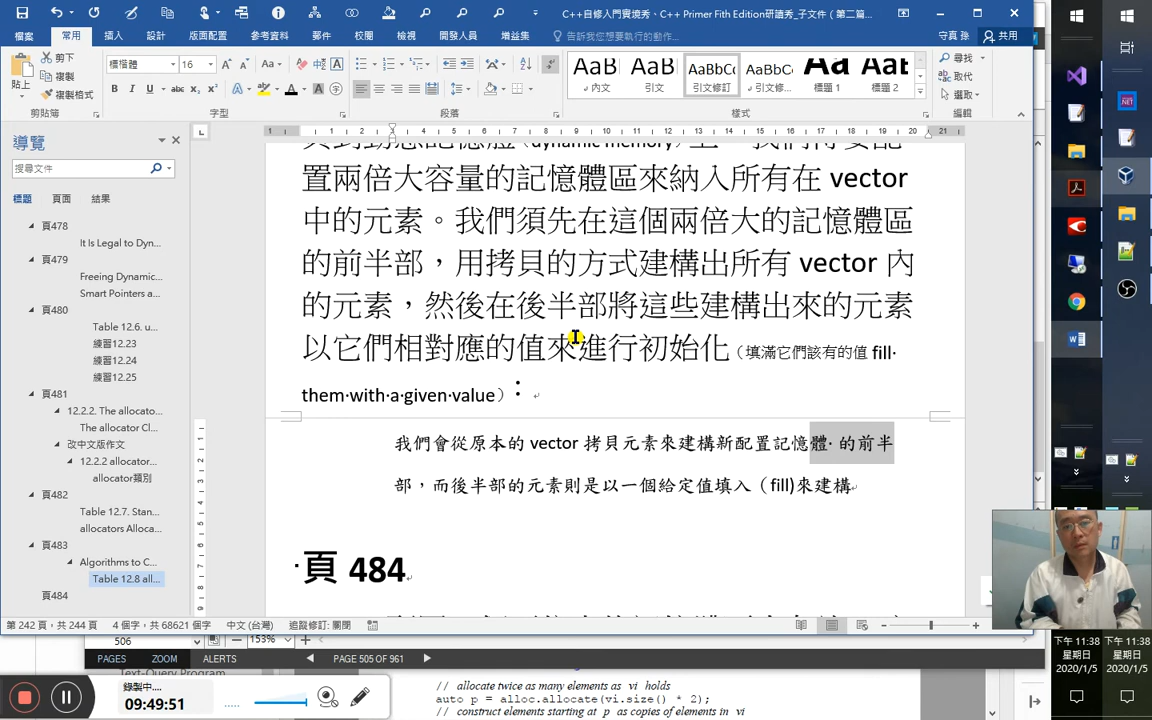 C++自修入門實境秀、C++ Primer Fith Edition研讀秀_子文件（第二篇...
檔案 常用 插入 設計 版面配置 參考資料 郵件 校閱 檢視 開發人員 增益集 告訴我您想要執行的動作... 共用
剪下
複製
複製格式
貼上
標楷體 16
AaBbC AaBbC AaBbCc AaBbCc AaB AaBb
內文 引文 引文修訂 引文修... 標題 1 標題 2
尋找
取代
選取
剪貼簿 字型 段落 樣式 編輯
導覽
搜尋文件
標題 頁面 結果
頁478
It Is Legal to Dyn...
頁479
Freeing Dynamic...
Smart Pointers a...
頁480
Table 12.6. u...
練習12.23
練習12.24
練習12.25
頁481
12.2.2. The allocato...
The allocator Cl...
改中文版作文
12.2.2 allocator...
allocator類別
頁482
Table 12.7. Stan...
allocators Alloca...
頁483
Algorithms to C...
Table 12.8 all...
頁484
置兩倍大容量的記憶體區來納入所有在 vector
中的元素。我們須先在這個兩倍大的記憶體區
的前半部，用拷貝的方式建構出所有 vector 內
的元素，然後在後半部將這些建構出來的元素
以它們相對應的值來進行初始化（填滿它們該有的值 fill·
them·with·a·given·value）：
我們會從原本的 vector 拷貝元素來建構新配置記憶體· 的前半
部，而後半部的元素則是以一個給定值填入（fill)來建構
頁 484
第 242 頁，共 244 頁 4 個字，共 68621 個字 中文 (台灣) 追蹤修訂: 關閉 153%
506
PAGES ZOOM ALERTS PAGE 505 OF 961
Text-Query Program
// allocate twice as many elements as vi holds
auto p = alloc.allocate(vi.size() * 2);
// construct elements starting at p as copies of elements in vi
錄製中...
09:49:51
下午 11:38
星期日
2020/1/5
下午 11:38
星期日
2020/1/5